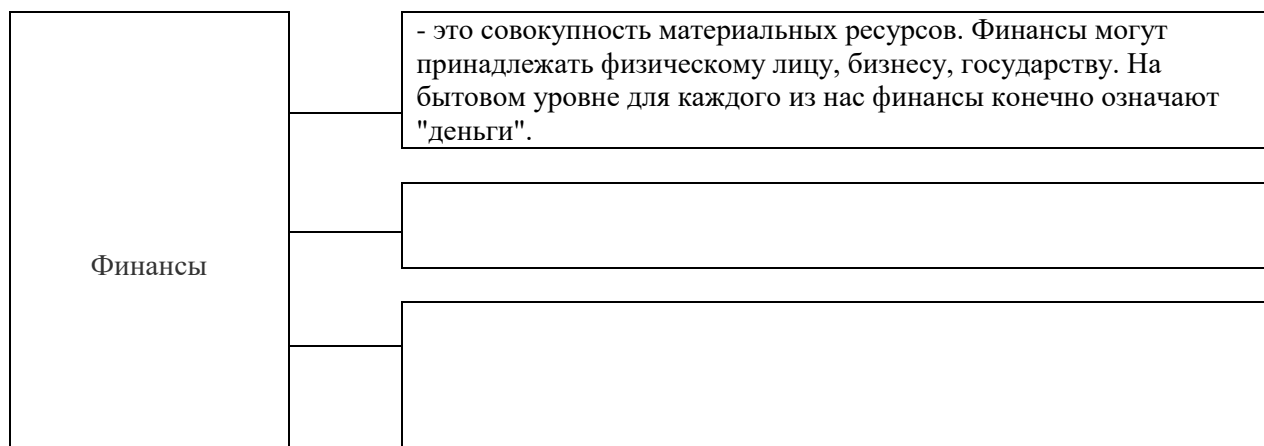 - это совокупность материальных ресурсов. Финансы могут
принадлежать физическому лицу, бизнесу, государству. На
бытовом уровне для каждого из нас финансы конечно означают
"деньги".
Финансы